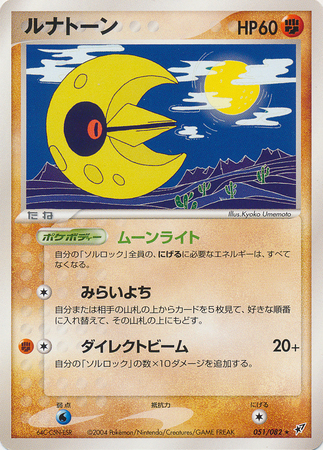 ルナトーン HP60
Illus.Kyoko Umemoto
たね
ポケボディー ムーンライト
自分の「ソルロック」全員の、にげるに必要なエネルギーは、すべて
なくなる。
みらいよち
自分または相手の山札の上からカードを5枚見て、好きな順番
に入れ替えて、その山札の上にもどす。
ダイレクトビーム 20+
自分の「ソルロック」の数×10ダメージを追加する。
弱点 抵抗力 にげる
©2004 Pokémon/Nintendo/Creatures/GAME FREAK. 051/082 ★